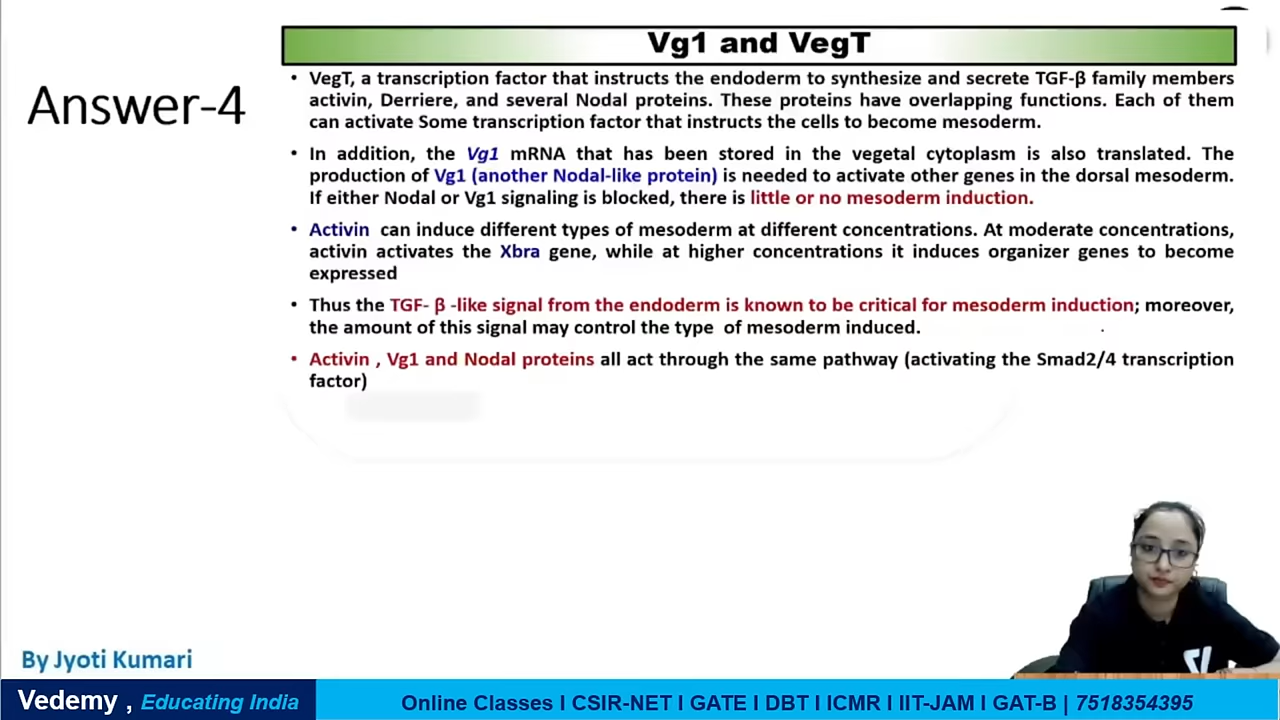 Vg1 and VegT
Answer-4
• VegT, a transcription factor that instructs the endoderm to synthesize and secrete TGF-β family members
activin, Derriere, and several Nodal proteins. These proteins have overlapping functions. Each of them
can activate Some transcription factor that instructs the cells to become mesoderm.
• In addition, the Vg1 mRNA that has been stored in the vegetal cytoplasm is also translated. The
production of Vg1 (another Nodal-like protein) is needed to activate other genes in the dorsal mesoderm.
If either Nodal or Vg1 signaling is blocked, there is little or no mesoderm induction.
• Activin can induce different types of mesoderm at different concentrations. At moderate concentrations,
activin activates the Xbra gene, while at higher concentrations it induces organizer genes to become
expressed
• Thus the TGF- β -like signal from the endoderm is known to be critical for mesoderm induction; moreover,
the amount of this signal may control the type of mesoderm induced.
• Activin , Vg1 and Nodal proteins all act through the same pathway (activating the Smad2/4 transcription
factor)
By Jyoti Kumari
Vedemy , Educating India
Online Classes I CSIR-NET I GATE I DBT I ICMR I IIT-JAM I GAT-B | 7518354395